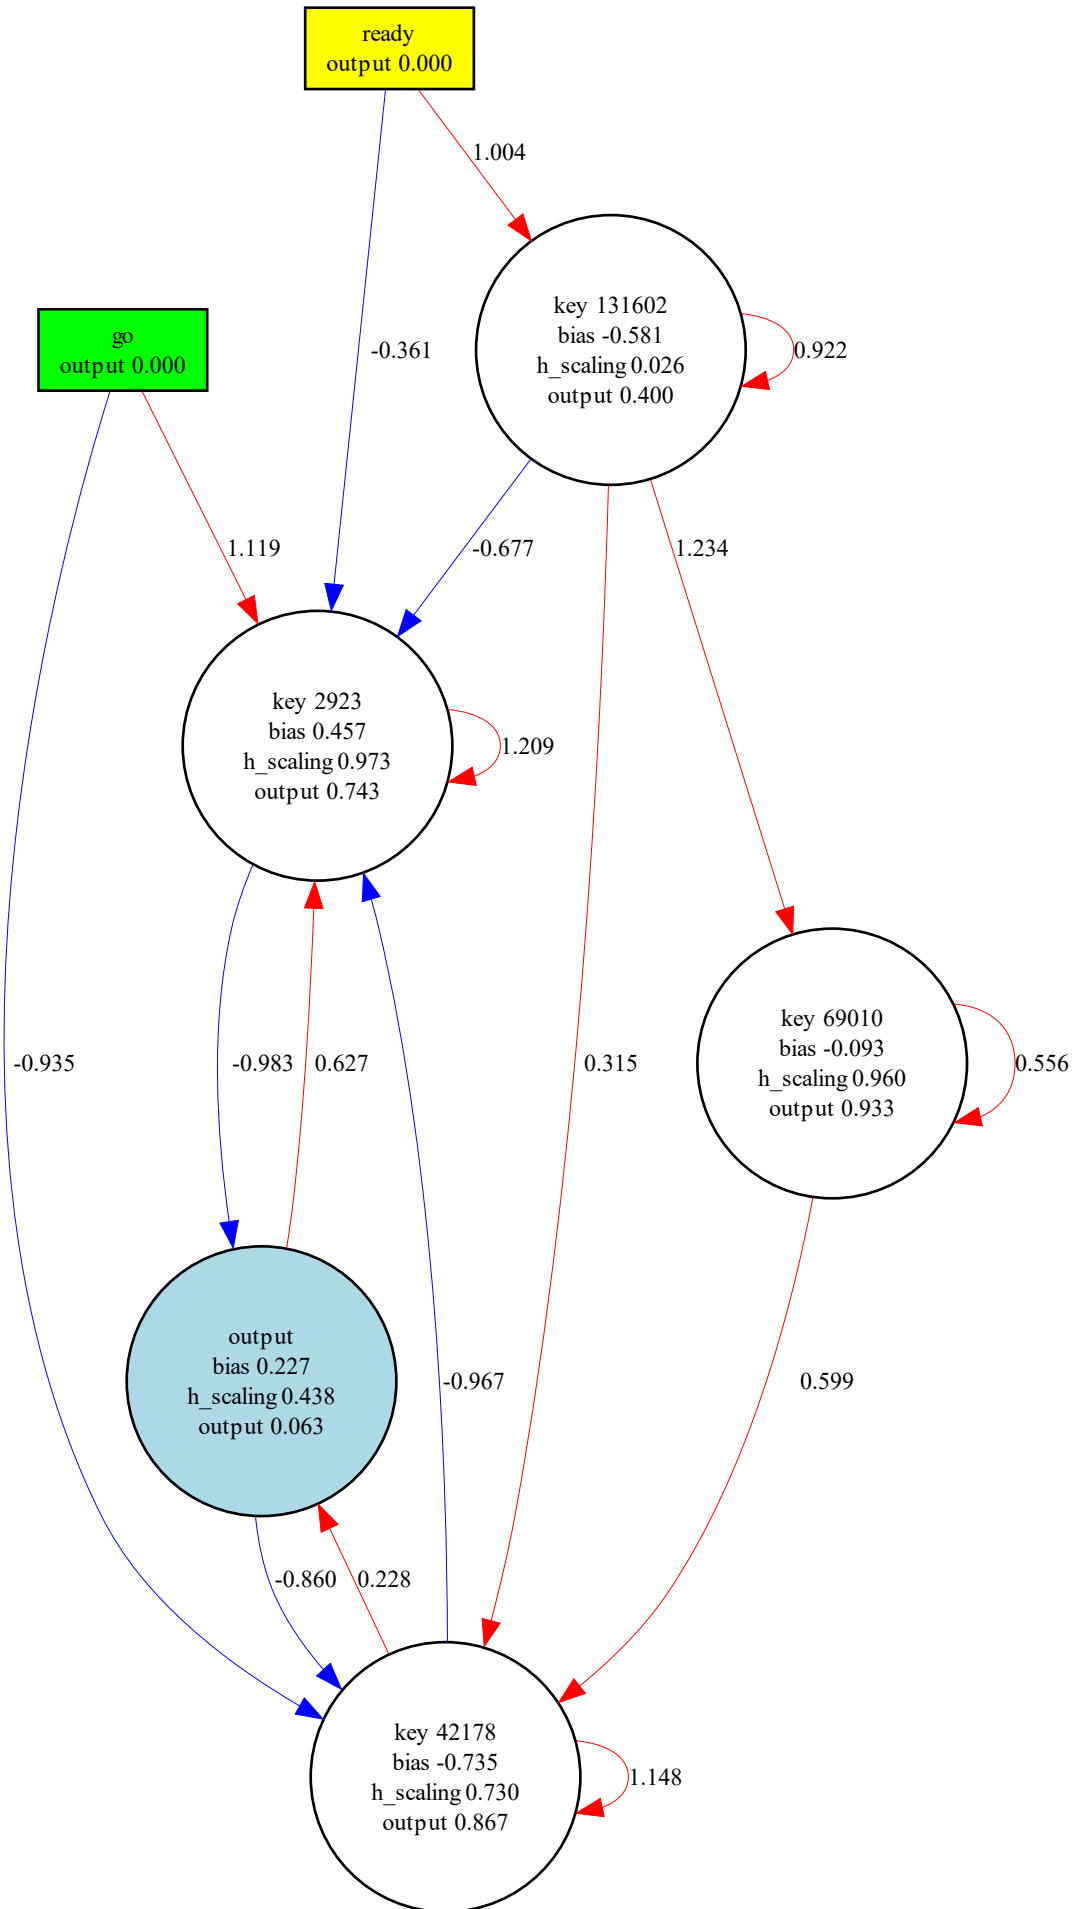 ready
output 0.000
1.004
key 131602
bias -0.581
h_scaling 0.026
output 0.400
0.922
go
output 0.000
-0.361
1.119
-0.677
1.234
key 2923
bias 0.457
h_scaling 0.973
output 0.743
1.209
key 69010
bias -0.093
h_scaling 0.960
output 0.933
0.556
-0.935
-0.983
0.627
0.315
output
bias 0.227
h_scaling 0.438
output 0.063
-0.967
0.599
-0.860
0.228
key 42178
bias -0.735
h_scaling 0.730
output 0.867
1.148